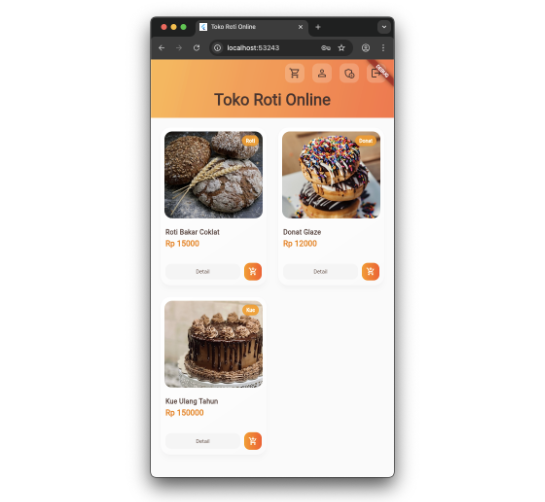 Toko Roti Online
localhost:53243
DEBUG
Toko Roti Online
Roti
Donat
Roti Bakar Coklat
Donat Glaze
Rp 15000
Rp 12000
Detail
Detail
Kue
Kue Ulang Tahun
Rp 150000
Detail